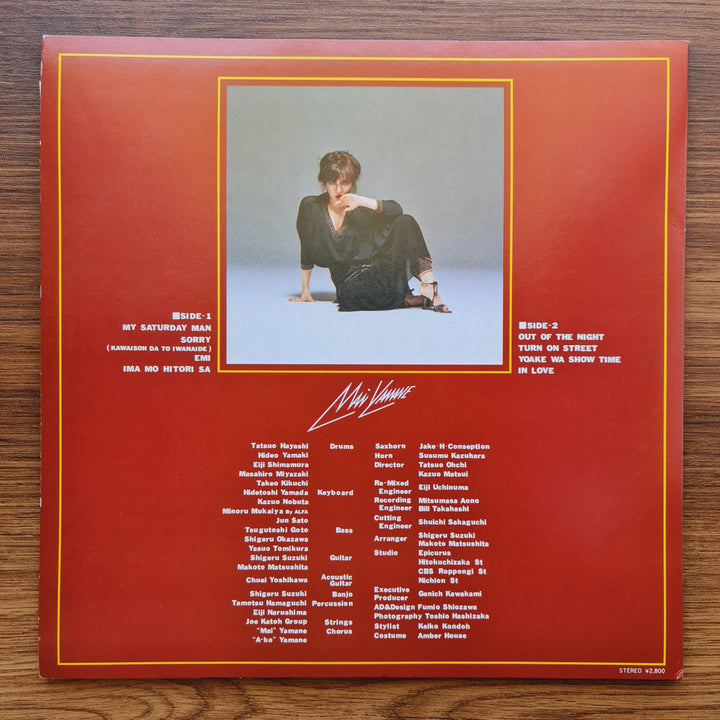 ■SIDE-1
MY SATURDAY MAN
SORRY
(KAWAISON DA TO IWANAIDE)
EMI
IMA MO HITORI SA
■SIDE-2
OUT OF THE NIGHT
TURN ON STREET
YOAKE WA SHOW TIME
IN LOVE
Mai Yamane
Tatsuo Hayashi Drums
Hideo Yamaki
Eiji Shimamura
Masahiro Miyazaki
Takeo Kikuchi
Hidetoshi Yamada Keyboard
Kazuo Nobuta
Minoru Mukaiya By ALFA
Jun Sato
Tsugutoshi Goto Bass
Shigeru Okazawa
Yasuo Tomikura
Shigeru Suzuki Guitar
Makoto Matsushita
Chuei Yoshikawa Acoustic
Guitar
Shigeru Suzuki Banjo
Tamotsu Hamaguchi Percussion
Eiji Narushima
Joe Katoh Group Strings
"Mai" Yamane Chorus
"A-ko" Yamane
Saxhorn Jake·H·Conseption
Horn Susumu Kazuhara
Director Tatsuo Ohchi
Kazuo Matsui
Re-Mixed
Engineer Eiji Uchinuma
Recording Mitsumasa Aono
Engineer Bill Takahashi
Cutting
Engineer Shuichi Sakaguchi
Arranger Shigeru Suzuki
Makoto Matsushita
Studio Epicurus
Hitokuchizaka St
CBS Roppongi St
Nichion St
Executive
Producer Genich Kawakami
AD&Design Fumio Shiozawa
Photography Toshio Hashizaka
Stylist Keiko Kondoh
Costume Amber House
STEREO ¥2,800